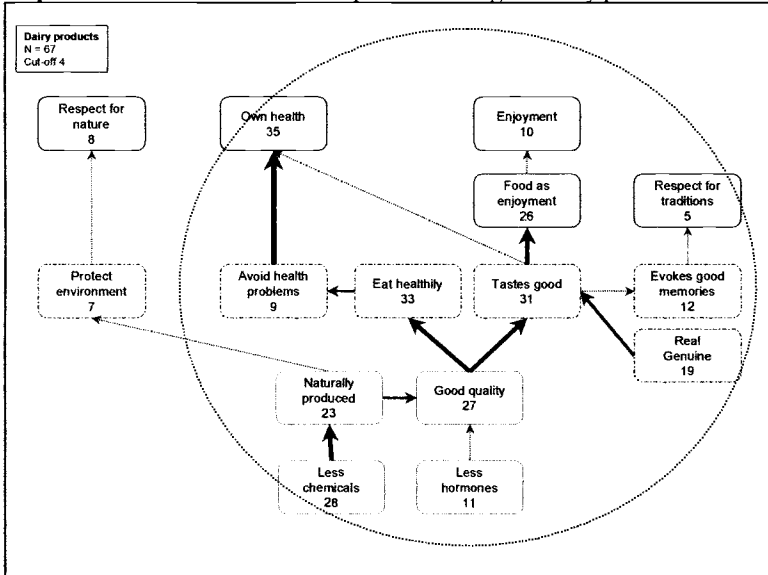 Dairy products
N = 67
Cut-off 4
Respect for
nature
8
Own health
35
Enjoyment
10
Food as
enjoyment
26
Respect for
traditions
5
Protect
environment
7
Avoid health
problems
9
Eat healthily
33
Tastes good
31
Evokes good
memories
12
Real
Genuine
19
Naturally
produced
23
Good quality
27
Less
chemicals
28
Less
hormones
11